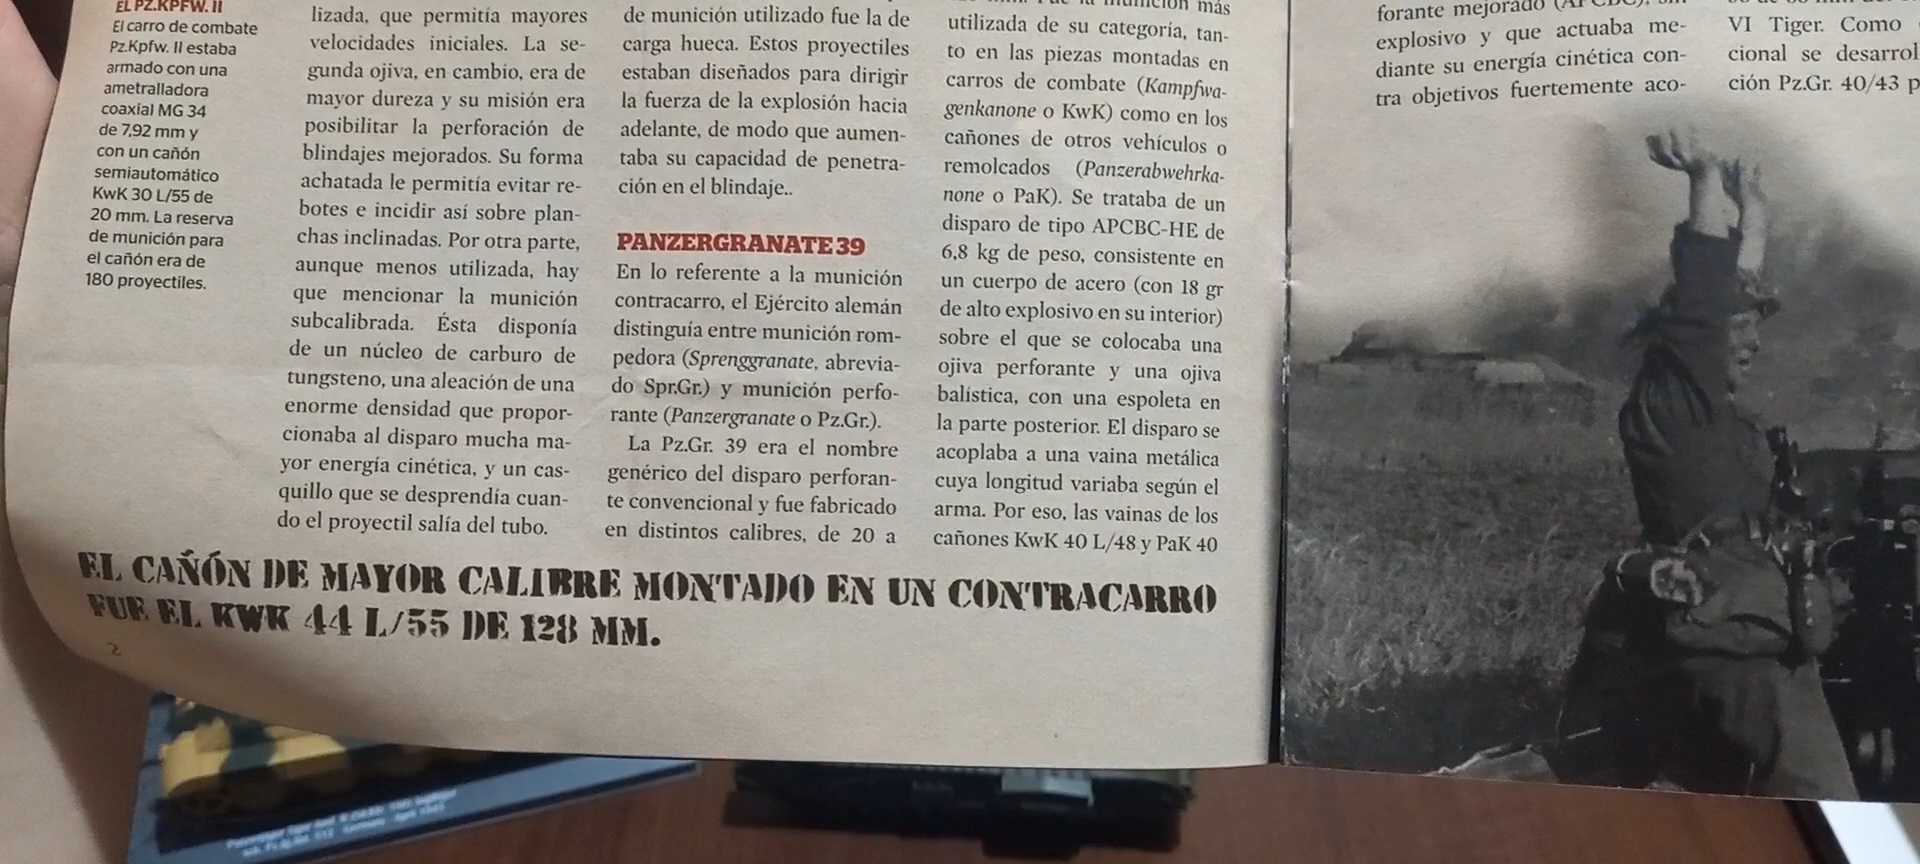 EL PZ.KPFW. II
El carro de combate
Pz.Kpfw. II estaba
armado con una
ametralladora
coaxial MG 34
de 7,92 mm y
con un cañón
semiautomático
KwK 30 L/55 de
20 mm. La reserva
de munición para
el cañón era de
180 proyectiles.
lizada, que permitía mayores
velocidades iniciales. La se-
gunda ojiva, en cambio, era de
mayor dureza y su misión era
posibilitar la perforación de
blindajes mejorados. Su forma
achatada le permitía evitar re-
botes e incidir así sobre plan-
chas inclinadas. Por otra parte,
aunque menos utilizada, hay
que mencionar la munición
subcalibrada. Ésta disponía
de un núcleo de carburo de
tungsteno, una aleación de una
enorme densidad que propor-
cionaba al disparo mucha ma-
yor energía cinética, y un cas-
quillo que se desprendía cuan-
do el proyectil salía del tubo.
de munición utilizado fue la de
carga hueca. Estos proyectiles
estaban diseñados para dirigir
la fuerza de la explosión hacia
adelante, de modo que aumen-
taba su capacidad de penetra-
ción en el blindaje..
PANZERGRANATE 39
En lo referente a la munición
contracarro, el Ejército alemán
distinguía entre munición rom-
pedora (Sprenggranate, abrevia-
do Spr.Gr.) y munición perfo-
rante (Panzergranate o Pz.Gr.).
La Pz.Gr. 39 era el nombre
genérico del disparo perforan-
te convencional y fue fabricado
en distintos calibres, de 20 a
munición más
utilizada de su categoría, tan-
to en las piezas montadas en
carros de combate (Kampfwa-
genkanone o KwK) como en los
cañones de otros vehículos o
remolcados (Panzerabwehrka-
none o PaK). Se trataba de un
disparo de tipo APCBC-HE de
6,8 kg de peso, consistente en
un cuerpo de acero (con 18 gr
de alto explosivo en su interior)
sobre el que se colocaba una
ojiva perforante y una ojiva
balística, con una espoleta en
la parte posterior. El disparo se
acoplaba a una vaina metálica
cuya longitud variaba según el
arma. Por eso, las vainas de los
cañones KwK 40 L/48 y PaK 40
EL CAÑÓN DE MAYOR CALIBRE MONTADO EN UN CONTRACARRO
FUE EL KWK 44 L/55 DE 128 MM.
2
forante mejorado
explosivo y que actuaba me-
diante su energía cinética con-
tra objetivos fuertemente aco-
VI Tiger. Como
cional se desarrol
ción Pz.Gr. 40/43 p